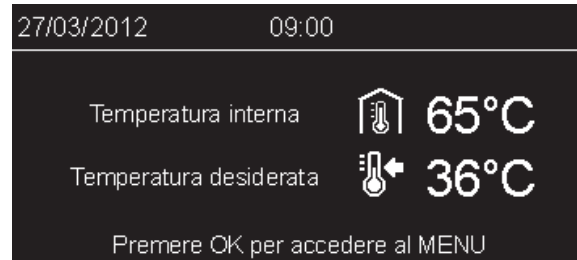 27/03/2012 09:00
Temperatura interna 65°C
Temperatura desiderata 36°C
Premere OK per accedere al MENU